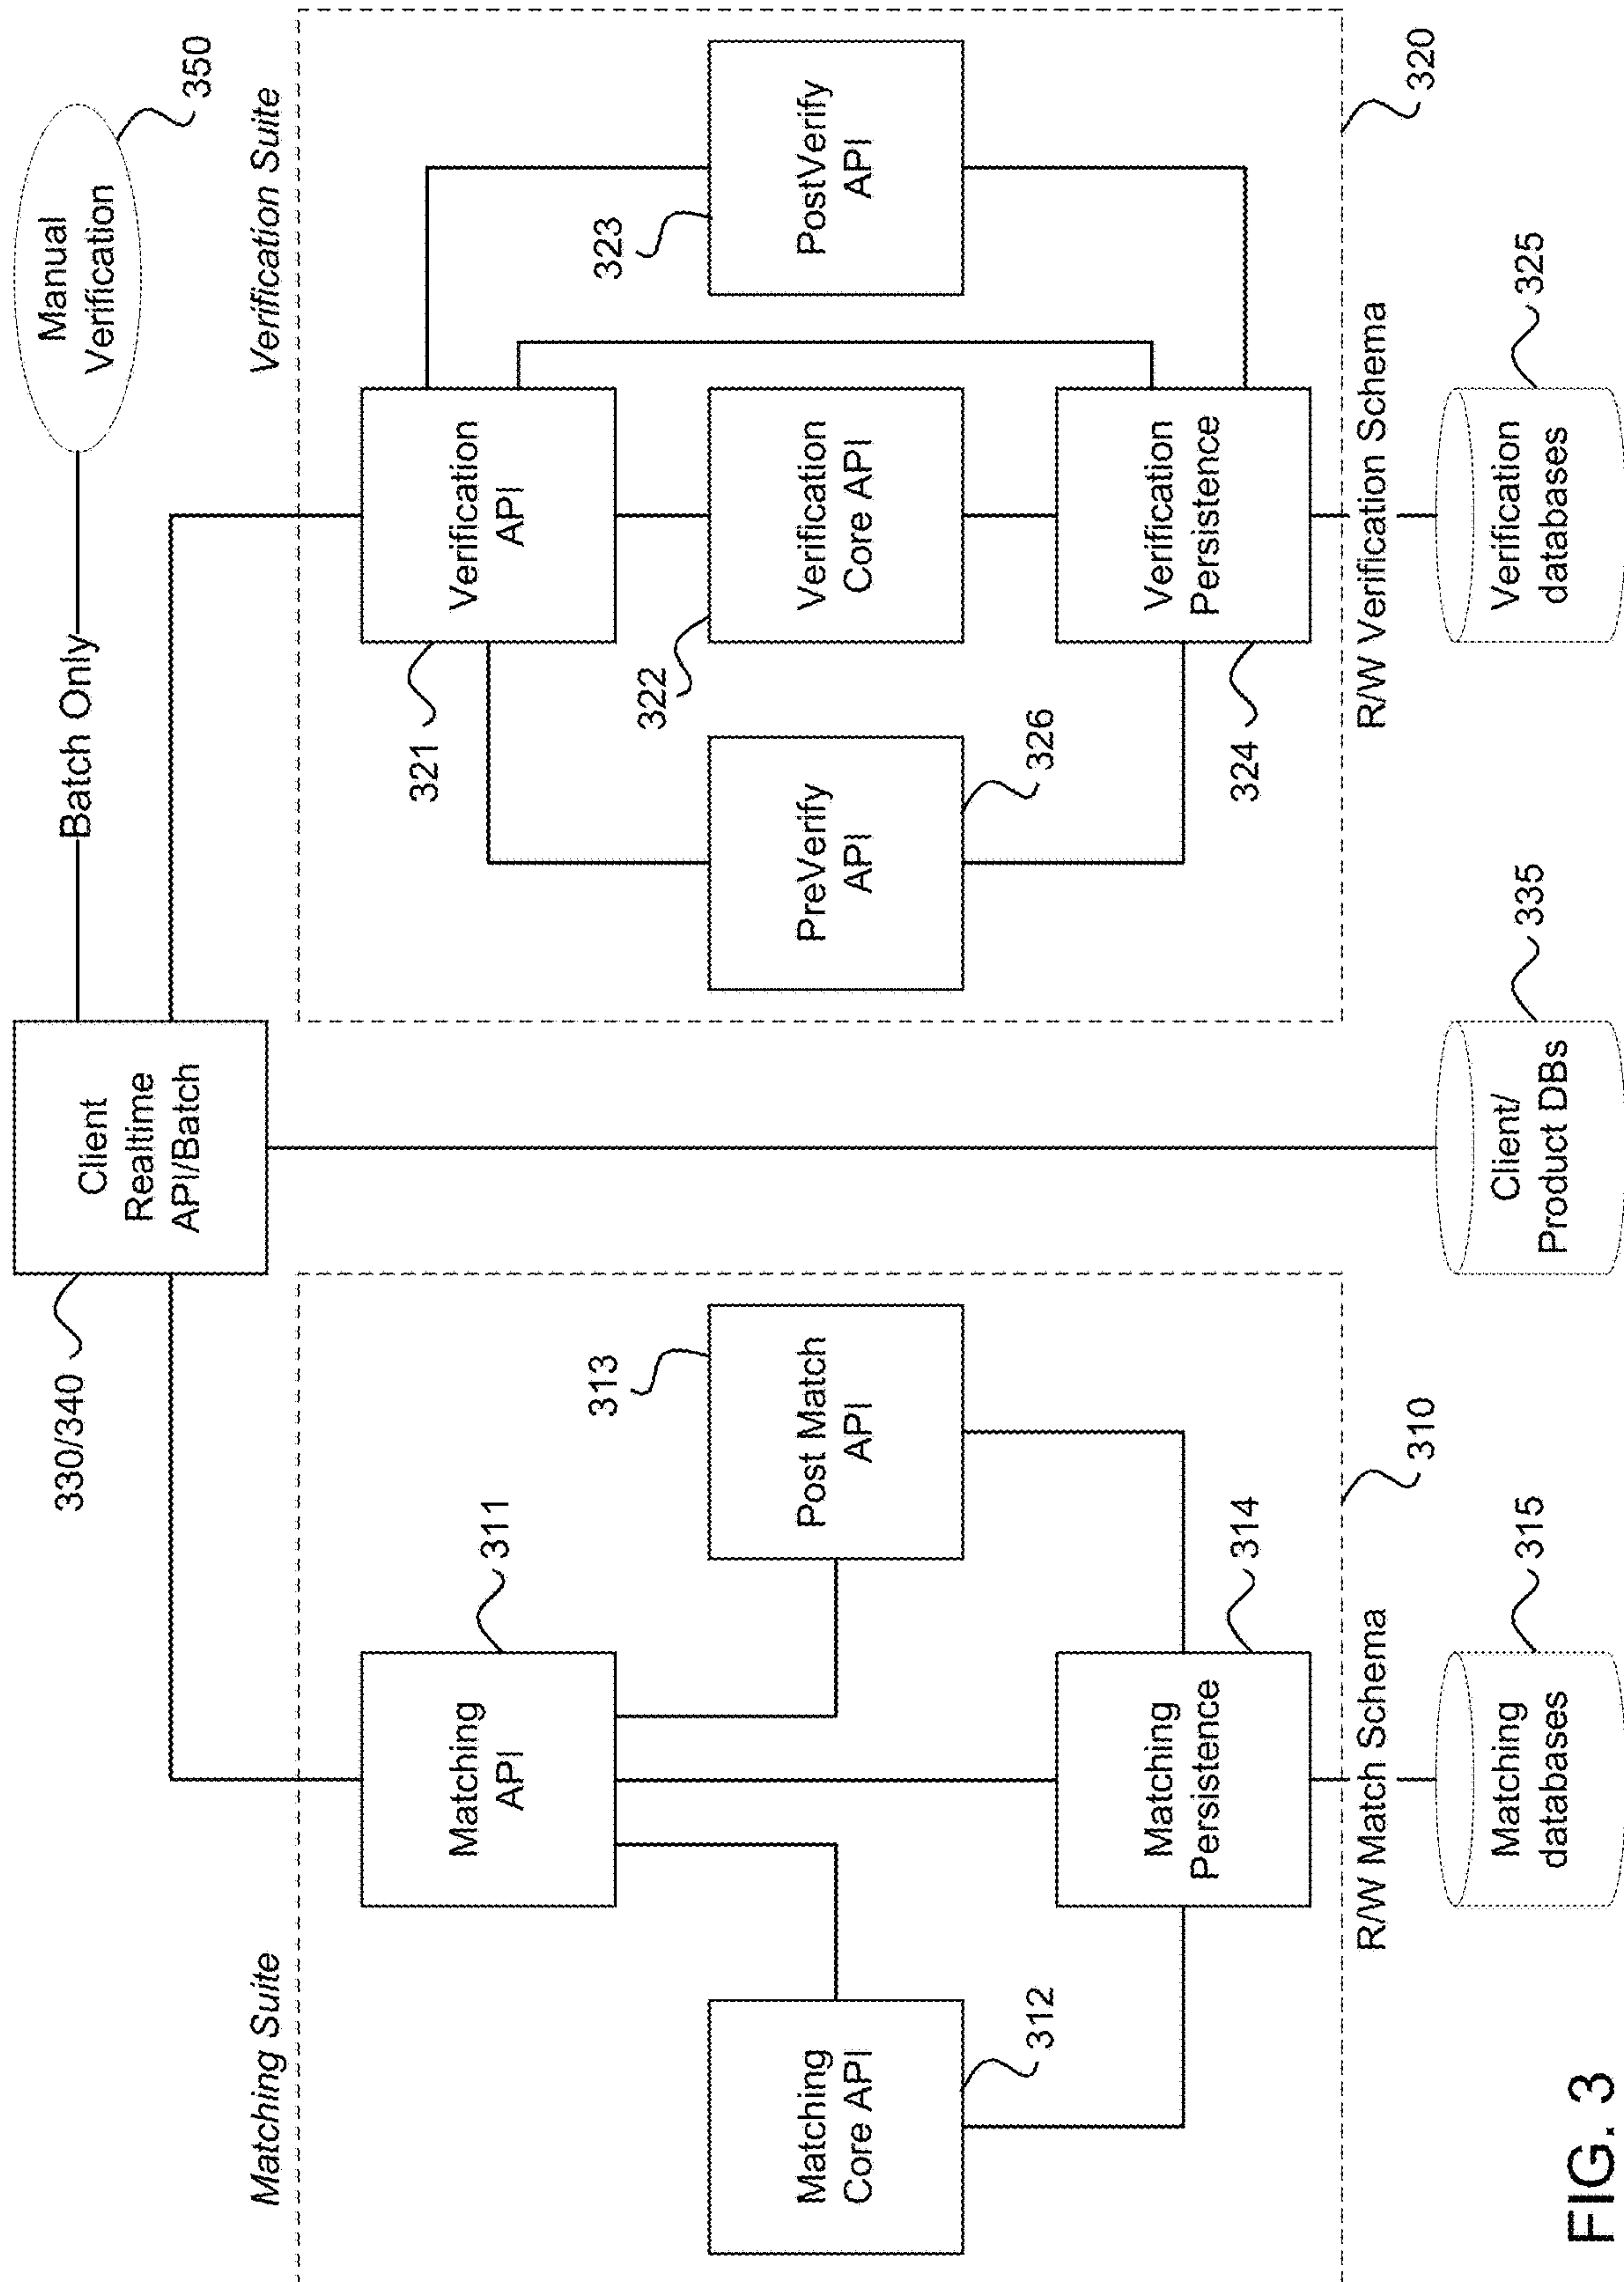 Client
Realtime
API/Batch
330/340
Batch Only
Manual
Verification
350
Matching Suite
Matching
API
311
Matching
Core API
312
Post Match
API
313
Matching
Persistence
314
310
R/W Match Schema
Matching
databases
315
Client/
Product DBs
335
Verification Suite
Verification
API
321
PreVerify
API
326
Verification
Core API
322
PostVerify
API
323
Verification
Persistence
324
320
R/W Verification Schema
Verification
databases
325
FIG. 3